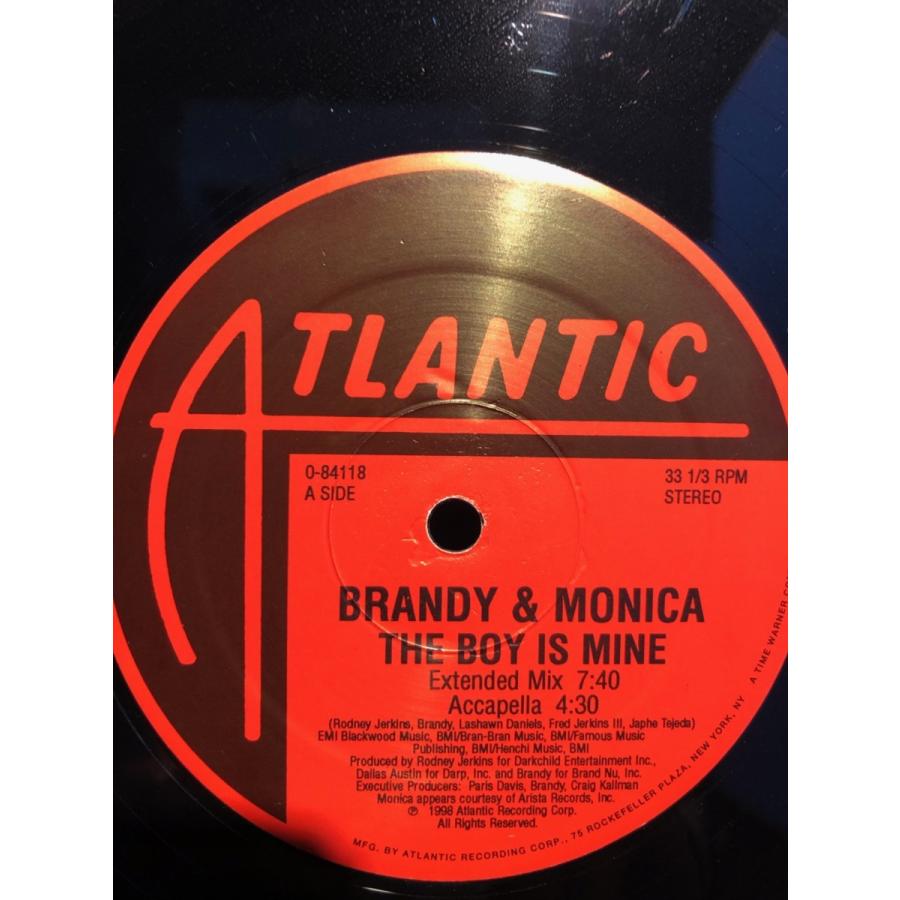 ATLANTIC
0-84118
A SIDE
33 1/3 RPM
STEREO
BRANDY & MONICA
THE BOY IS MINE
Extended Mix 7:40
Accapella 4:30
(Rodney Jerkins, Brandy, Lashawn Daniels, Fred Jerkins III, Japhe Tejeda)
EMI Blackwood Music, BMI/Bran-Bran Music, BMI/Famous Music
Publishing, BMI/Henchi Music, BMI
Produced by Rodney Jerkins for Darkchild Entertainment Inc.,
Dallas Austin for Darp, Inc. and Brandy for Brand Nu, Inc.
Executive Producers: Paris Davis, Brandy, Craig Kallman
Monica appears courtesy of Arista Records, Inc.
℗ 1998 Atlantic Recording Corp.
All Rights Reserved.
MFG. BY ATLANTIC RECORDING CORP., 75 ROCKEFELLER PLAZA, NEW YORK, NY A TIME WARNER